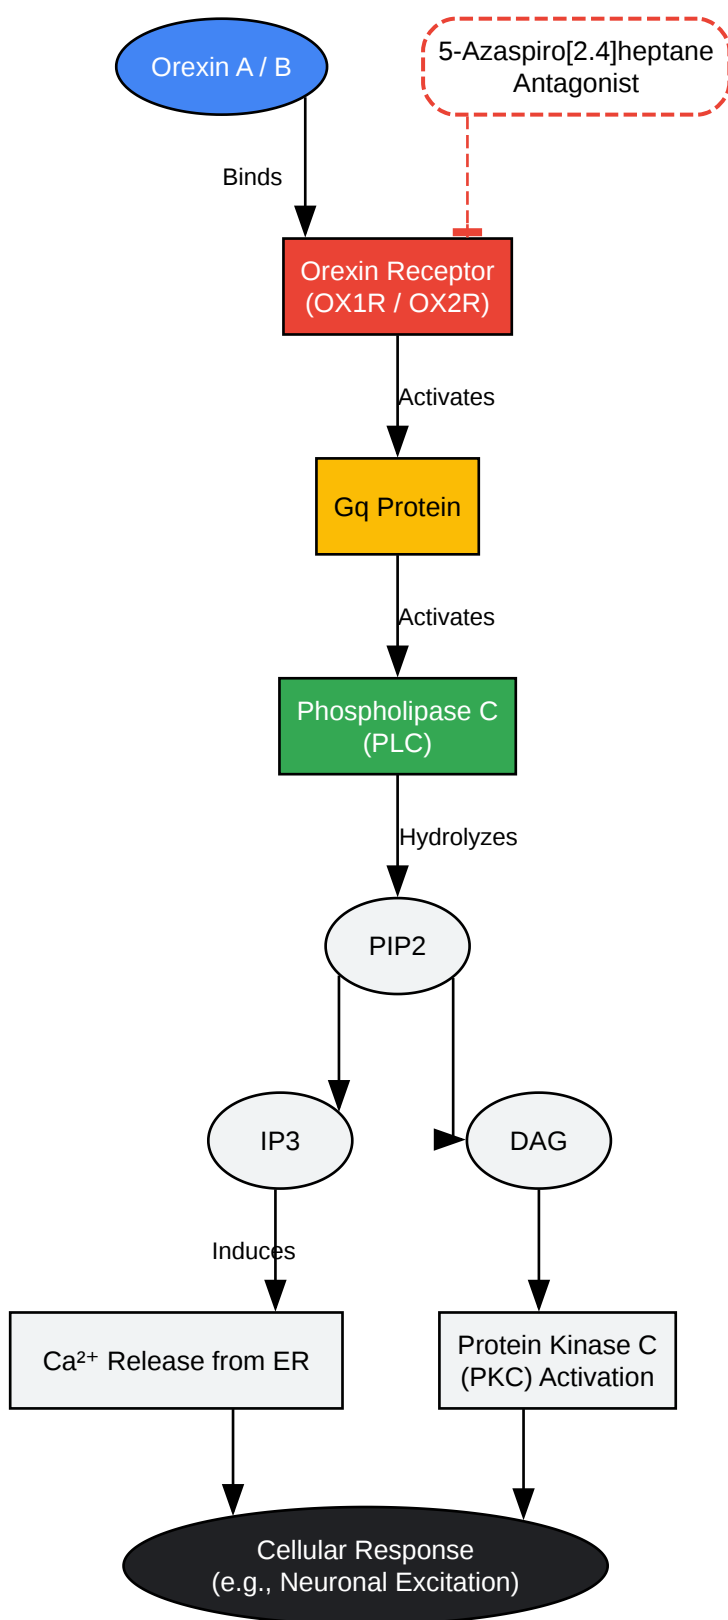 Orexin A / B
5-Azaspiro[2.4]heptane
Antagonist
Binds
Orexin Receptor
(OX1R / OX2R)
Activates
Gq Protein
Activates
Phospholipase C
(PLC)
Hydrolyzes
PIP2
IP3
DAG
Induces
Ca²⁺ Release from ER
Protein Kinase C
(PKC) Activation
Cellular Response
(e.g., Neuronal Excitation)